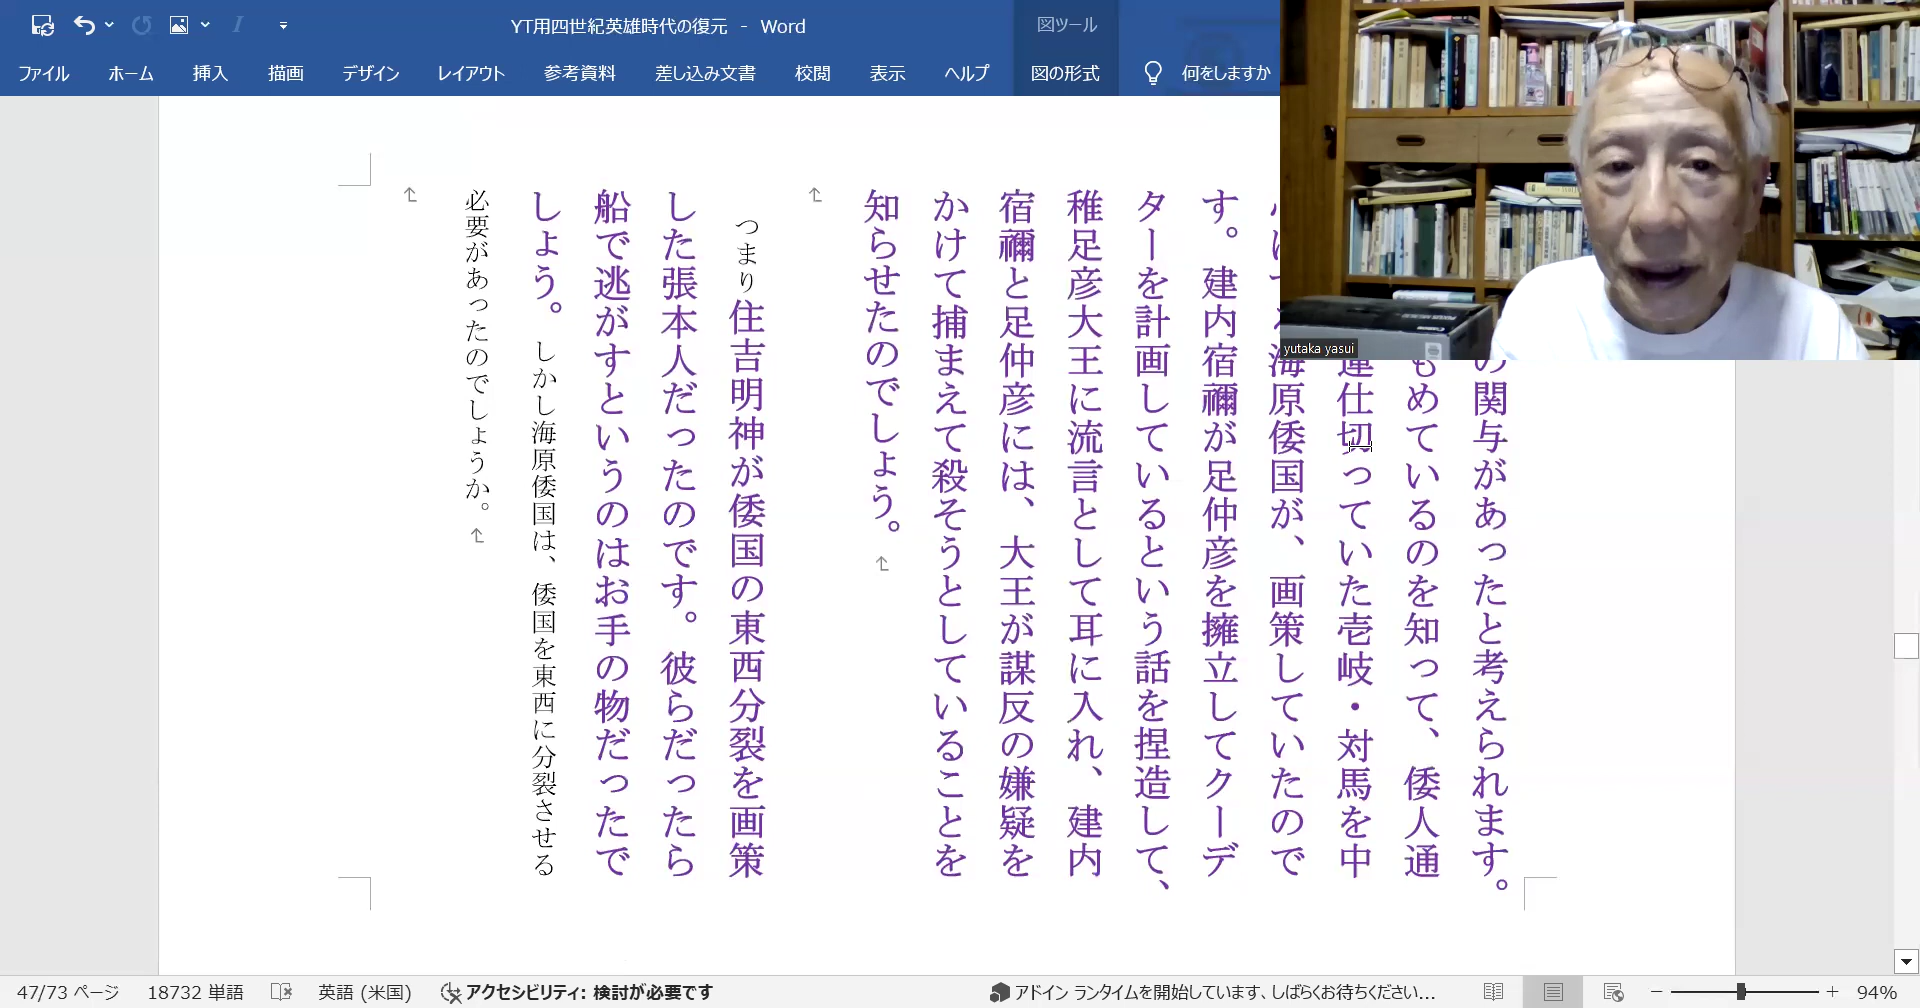 YT用四世紀英雄時代の復元 - Word
図ツール
ファイル ホーム 挿入 描画 デザイン レイアウト 参考資料 差し込み文書 校閲 表示 ヘルプ 図の形式 何をしますか
yutaka yasui
の関与があったと考えられます。
もめているのを知って、倭人通
仕切っていた壱岐・対馬を中
海原倭国が、画策していたので
す。建内宿禰が足仲彦を擁立してクーデ
ターを計画しているという話を捏造して、
稚足彦大王に流言として耳に入れ、建内
宿禰と足仲彦には、大王が謀反の嫌疑を
かけて捕まえて殺そうとしていることを
知らせたのでしょう。
つまり住吉明神が倭国の東西分裂を画策
した張本人だったのです。彼らだったら
船で逃がすというのはお手の物だったで
しょう。しかし海原倭国は、倭国を東西に分裂させる
必要があったのでしょうか。
47/73 ページ 18732 単語 英語 (米国) アクセシビリティ: 検討が必要です アドイン ランタイムを開始しています、しばらくお待ちください... 94%